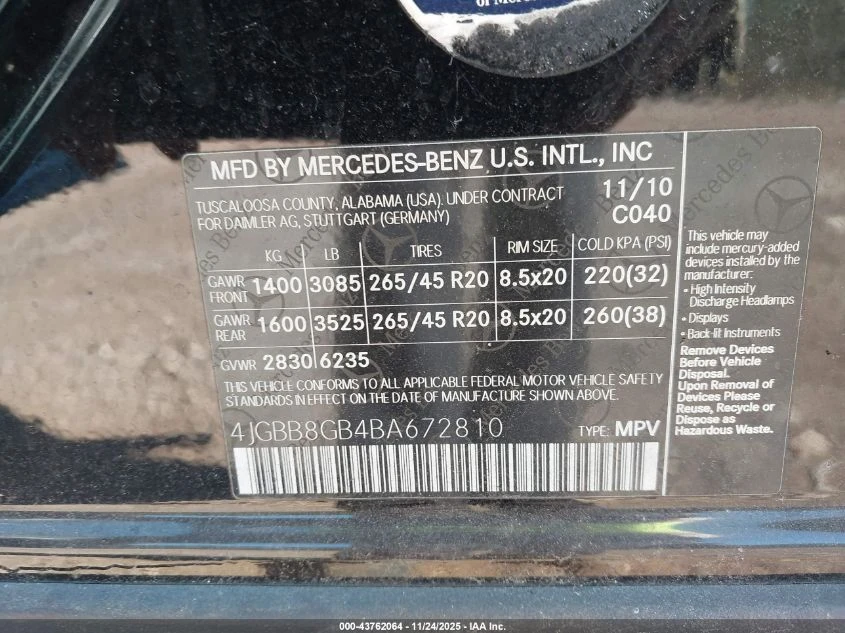 of Merc
MFD BY MERCEDES-BENZ U.S. INTL., INC
TUSCALOOSA COUNTY, ALABAMA (USA). UNDER CONTRACT
FOR DAIMLER AG, STUTTGART (GERMANY)
11/10
C040
KG LB TIRES RIM SIZE COLD KPA (PSI)
GAWR FRONT 1400 3085 265/45 R20 8.5x20 220(32)
GAWR REAR 1600 3525 265/45 R20 8.5x20 260(38)
GVWR 2830 6235
THIS VEHICLE CONFORMS TO ALL APPLICABLE FEDERAL MOTOR VEHICLE SAFETY
STANDARDS IN EFFECT ON THE DATE OF MANUFACTURE SHOWN ABOVE.
4JGBB8GB4BA672810 TYPE: MPV
This vehicle may
include mercury-added
devices installed by the
manufacturer:
• High Intensity
Discharge Headlamps
• Displays
• Back-lit Instruments
Remove Devices
Before Vehicle
Disposal.
Upon Removal of
Devices Please
Reuse, Recycle or
Dispose as
Hazardous Waste.
000-43762064 - 11/24/2025 - IAA Inc.